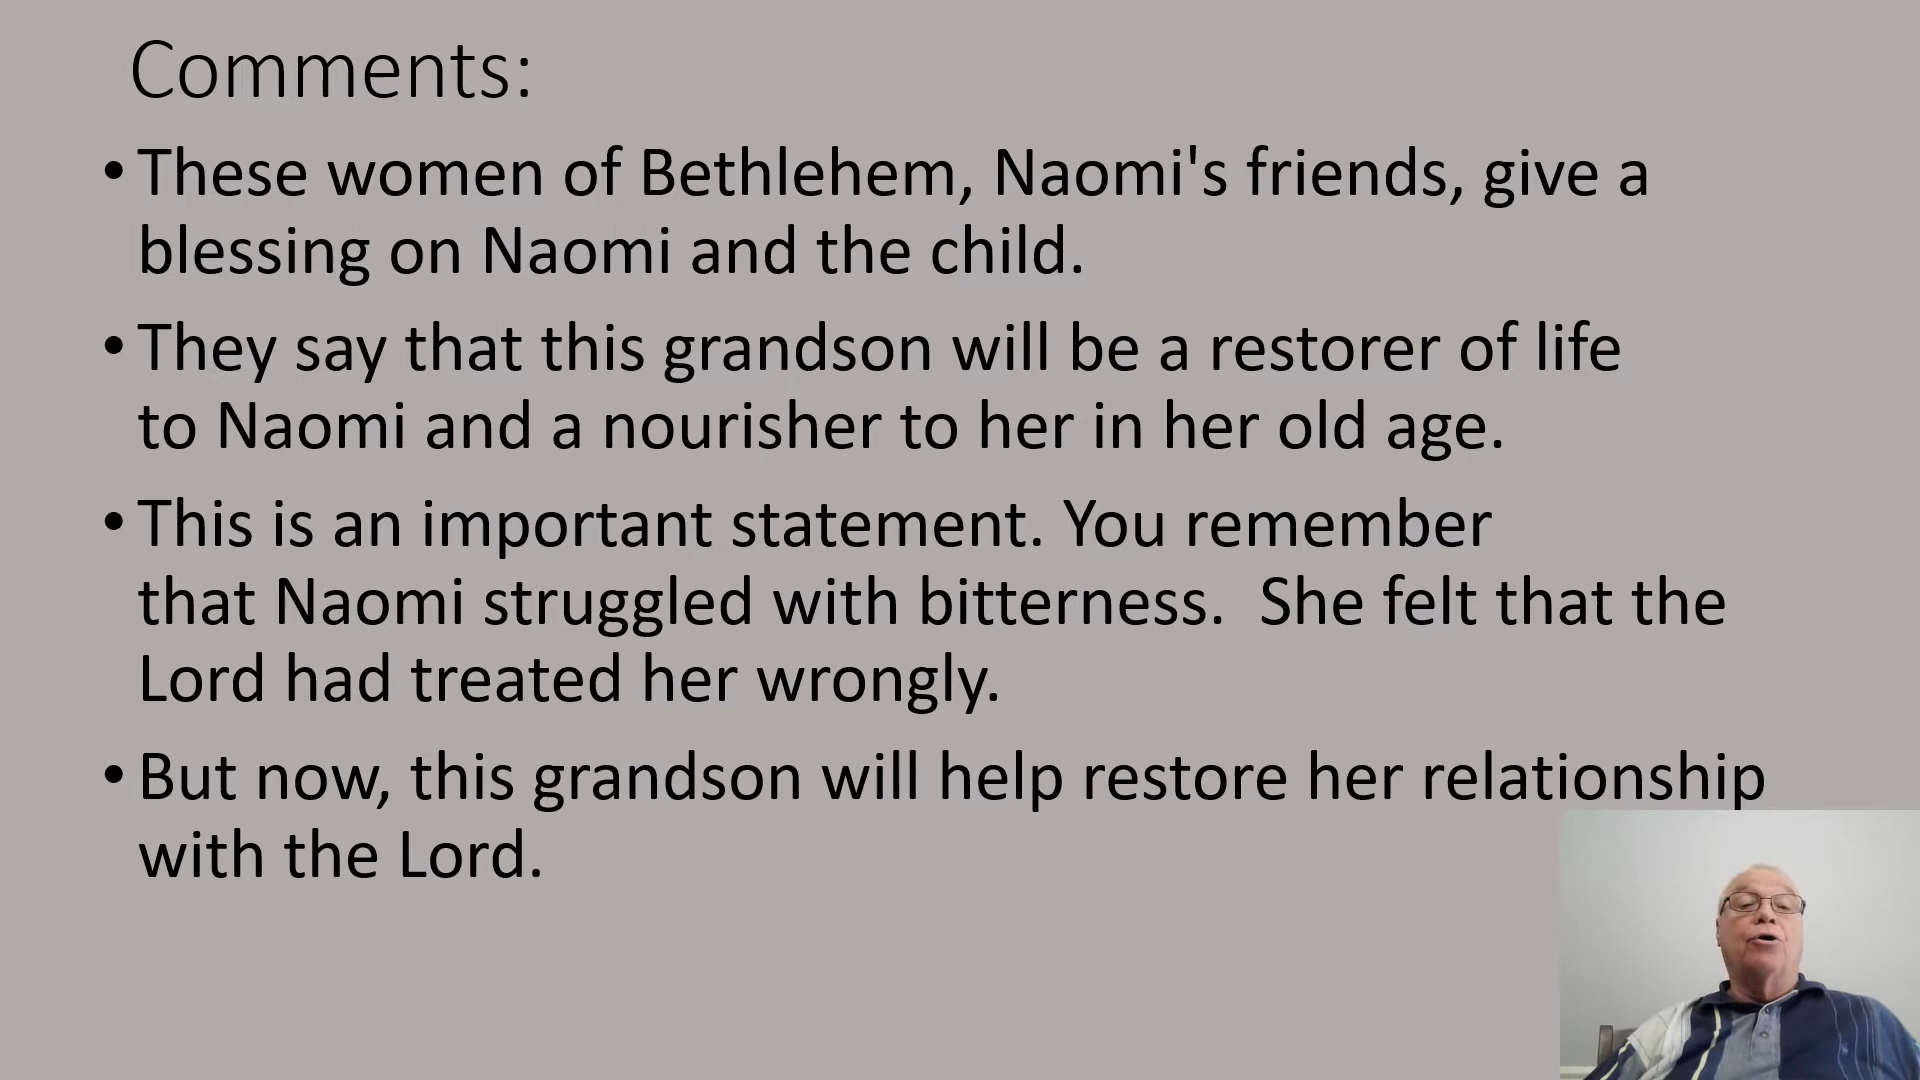 Comments:
• These women of Bethlehem, Naomi's friends, give a
blessing on Naomi and the child.
• They say that this grandson will be a restorer of life
to Naomi and a nourisher to her in her old age.
• This is an important statement. You remember
that Naomi struggled with bitterness.  She felt that the
Lord had treated her wrongly.
• But now, this grandson will help restore her relationship
with the Lord.